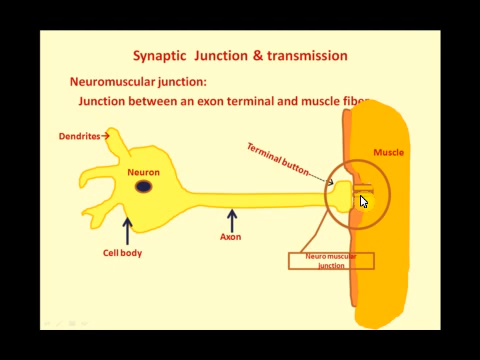 Synaptic Junction & transmission
Neuromuscular junction:
Junction between an exon terminal and muscle fiber
Dendrites
Terminal button
Muscle
Neuron
Axon
Cell body
Neuro muscular
junction